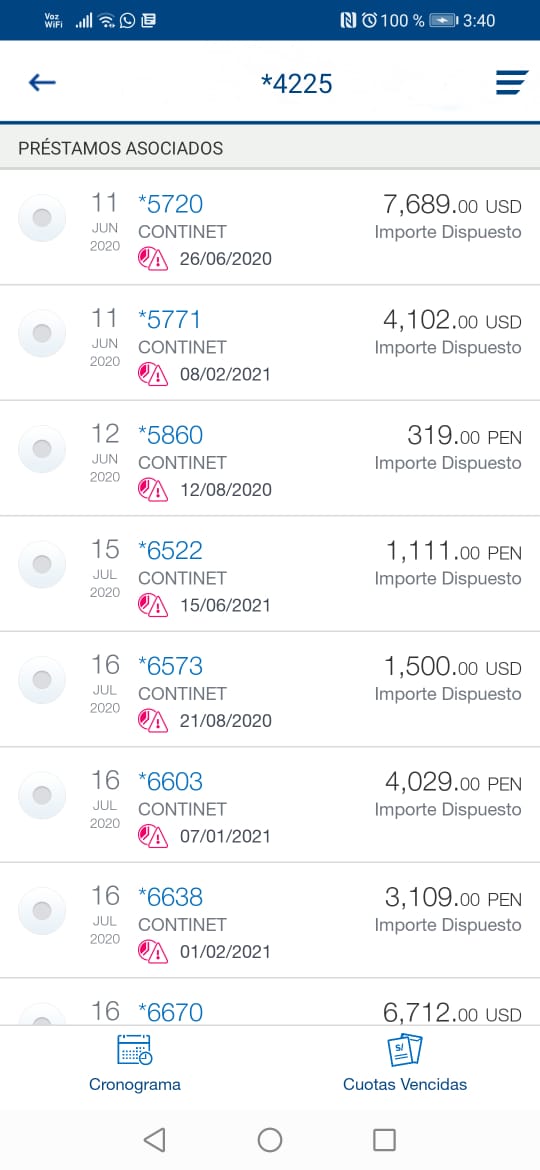 Voz WiFi 100 % 3:40
*4225
PRÉSTAMOS ASOCIADOS
11 JUN 2020 *5720 7,689.00 USD
CONTINET Importe Dispuesto
26/06/2020
11 JUN 2020 *5771 4,102.00 USD
CONTINET Importe Dispuesto
08/02/2021
12 JUN 2020 *5860 319.00 PEN
CONTINET Importe Dispuesto
12/08/2020
15 JUL 2020 *6522 1,111.00 PEN
CONTINET Importe Dispuesto
15/06/2021
16 JUL 2020 *6573 1,500.00 USD
CONTINET Importe Dispuesto
21/08/2020
16 JUL 2020 *6603 4,029.00 PEN
CONTINET Importe Dispuesto
07/01/2021
16 JUL 2020 *6638 3,109.00 PEN
CONTINET Importe Dispuesto
01/02/2021
16 *6670 6,712.00 USD
S/
Cronograma Cuotas Vencidas